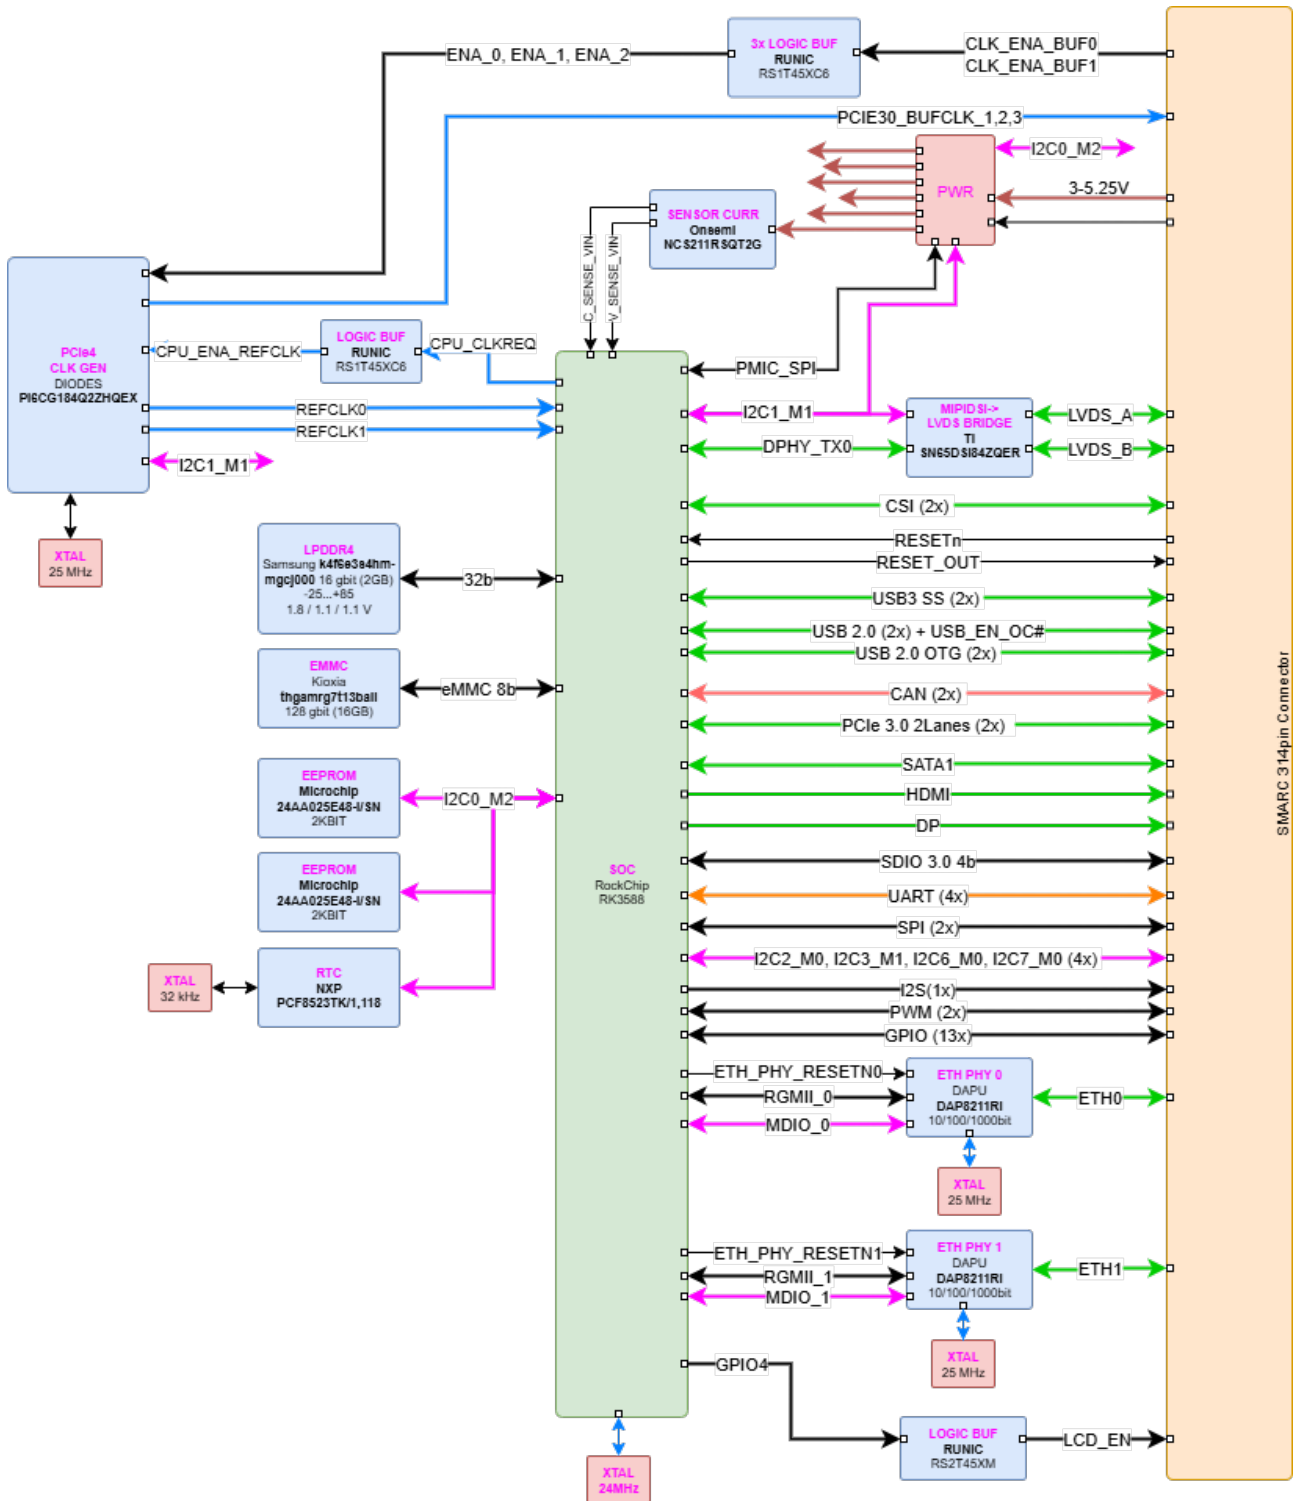 3x LOGIC BUF
RUNIC
RS1T45XC6
ENA_0, ENA_1, ENA_2
CLK_ENA_BUF0
CLK_ENA_BUF1
PCIE30_BUFCLK_1,2,3
PWR
I2C0_M2
3-5.25V
SENSOR CURR
Onsemi
NCS211RSQT2G
C_SENSE_VIN
V_SENSE_VIN
PCIe4
CLK GEN
DIODES
PI6CG184Q2ZHQEX
CPU_ENA_REFCLK
LOGIC BUF
RUNIC
RS1T45XC6
CPU_CLKREQ
REFCLK0
REFCLK1
I2C1_M1
XTAL
25 MHz
PMIC_SPI
I2C1_M1
DPHY_TX0
MIPIDSI->
LVDS BRIDGE
TI
SN65DSI84ZQER
LVDS_A
LVDS_B
CSI (2x)
RESETn
RESET_OUT
USB3 SS (2x)
USB 2.0 (2x) + USB_EN_OC#
USB 2.0 OTG (2x)
CAN (2x)
PCIe 3.0 2Lanes (2x)
SATA1
HDMI
DP
SDIO 3.0 4b
UART (4x)
SPI (2x)
I2C2_M0, I2C3_M1, I2C6_M0, I2C7_M0 (4x)
I2S(1x)
PWM (2x)
GPIO (13x)
LPDDR4
Samsung k4f6e3s4hm-
mgcj000 16 gbit (2GB)
-25...+85
1.8 / 1.1 / 1.1 V
32b
EMMC
Kioxia
thgamrg7t13bail
128 gbit (16GB)
eMMC 8b
EEPROM
Microchip
24AA025E48-I/SN
2KBIT
I2C0_M2
EEPROM
Microchip
24AA025E48-I/SN
2KBIT
RTC
NXP
PCF8523TK/1,118
XTAL
32 kHz
SOC
RockChip
RK3588
SMARC 314pin Connector
ETH_PHY_RESETN0
RGMII_0
MDIO_0
ETH PHY 0
DAPU
DAP8211RI
10/100/1000bit
ETH0
XTAL
25 MHz
ETH_PHY_RESETN1
RGMII_1
MDIO_1
ETH PHY 1
DAPU
DAP8211RI
10/100/1000bit
ETH1
XTAL
25 MHz
GPIO4
LOGIC BUF
RUNIC
RS2T45XM
LCD_EN
XTAL
24MHz